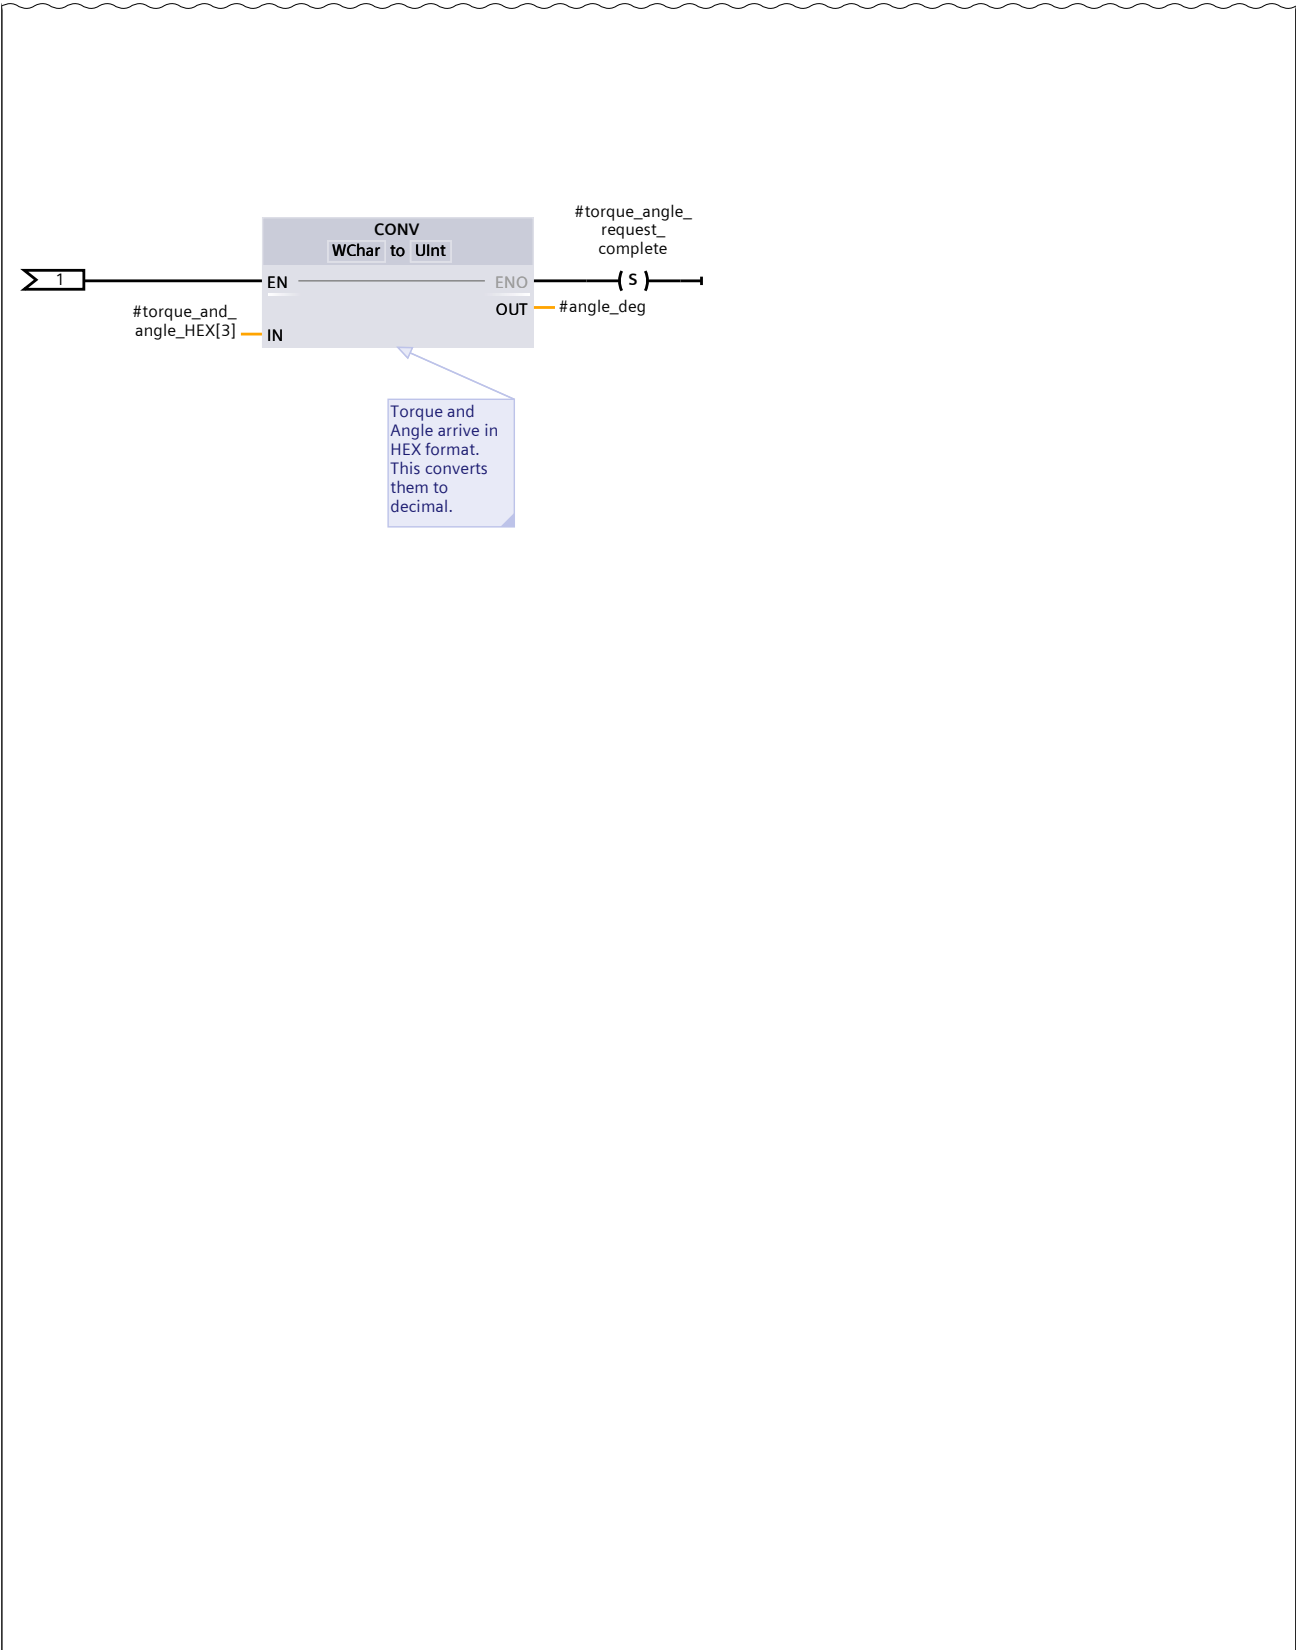 #torque_angle_
request_
complete
CONV
WChar to UInt
1
EN
ENO
S
#torque_and_
angle_HEX[3]
OUT
#angle_deg
IN
Torque and
Angle arrive in
HEX format.
This converts
them to
decimal.